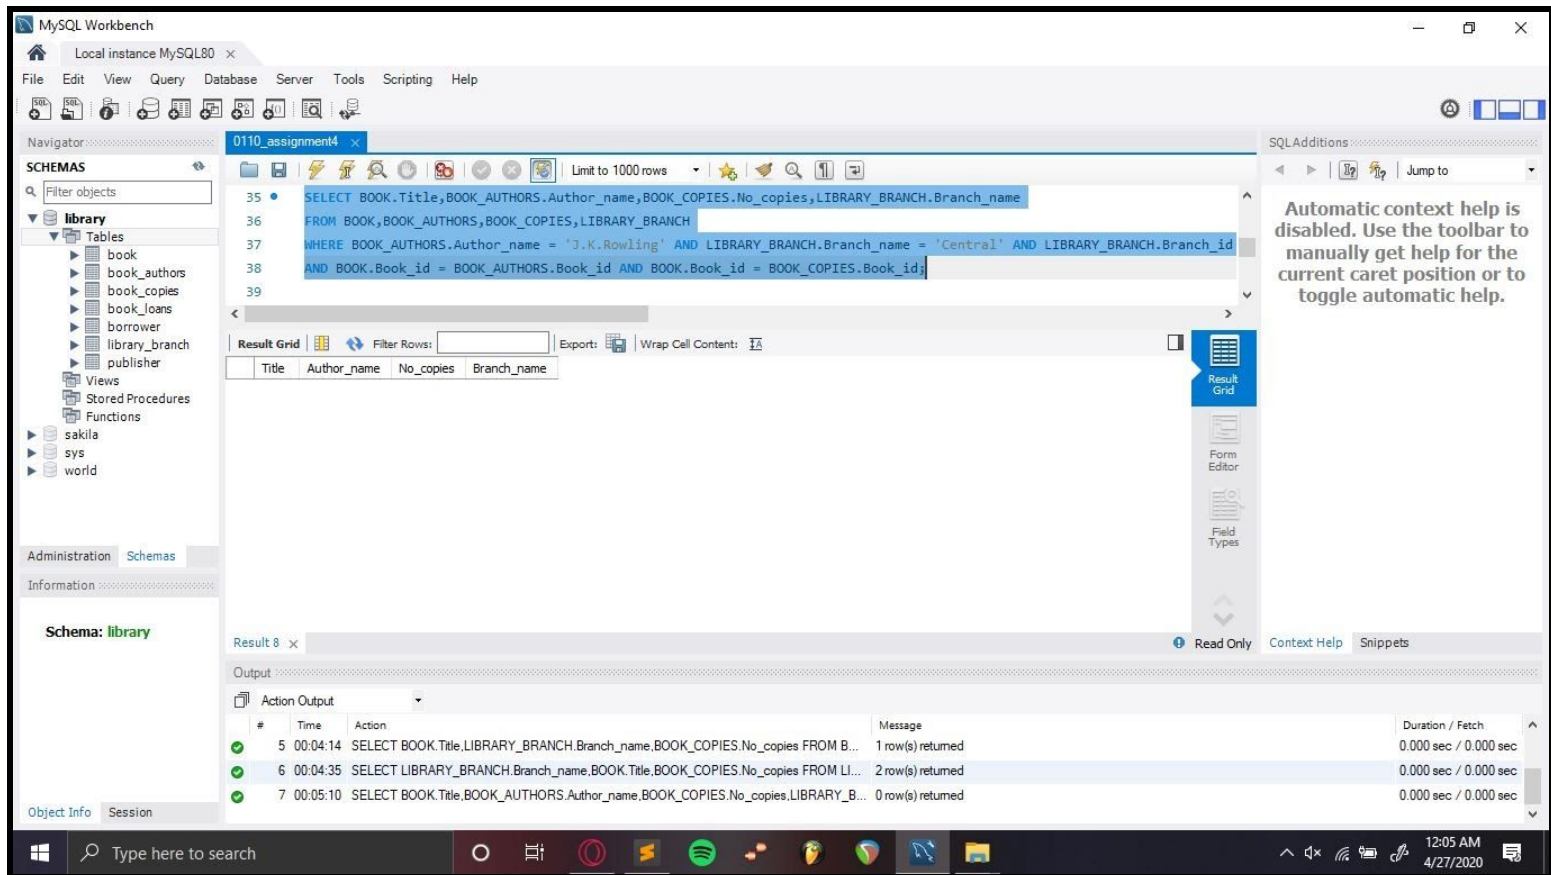 MySQL Workbench
Local instance MySQL80
File Edit View Query Database Server Tools Scripting Help
Navigator
SCHEMAS
Filter objects
library
Tables
book
book_authors
book_copies
book_loans
borrower
library_branch
publisher
Views
Stored Procedures
Functions
sakila
sys
world
Administration Schemas
Information
Schema: library
Object Info Session
0110_assignment4
Limit to 1000 rows
35 SELECT BOOK.Title,BOOK_AUTHORS.Author_name,BOOK_COPIES.No_copies,LIBRARY_BRANCH.Branch_name
36 FROM BOOK,BOOK_AUTHORS,BOOK_COPIES,LIBRARY_BRANCH
37 WHERE BOOK_AUTHORS.Author_name = 'J.K.Rowling' AND LIBRARY_BRANCH.Branch_name = 'Central' AND LIBRARY_BRANCH.Branch_id
38 AND BOOK.Book_id = BOOK_AUTHORS.Book_id AND BOOK.Book_id = BOOK_COPIES.Book_id;
39
Result Grid Filter Rows: Export: Wrap Cell Content:
Title Author_name No_copies Branch_name
Result
Grid
Form
Editor
Field
Types
Result 8
Read Only
SQLAdditions
Jump to
Automatic context help is
disabled. Use the toolbar to
manually get help for the
current caret position or to
toggle automatic help.
Context Help Snippets
Output
Action Output
# Time Action Message Duration / Fetch
5 00:04:14 SELECT BOOK.Title,LIBRARY_BRANCH.Branch_name,BOOK_COPIES.No_copies FROM B... 1 row(s) returned 0.000 sec / 0.000 sec
6 00:04:35 SELECT LIBRARY_BRANCH.Branch_name,BOOK.Title,BOOK_COPIES.No_copies FROM LI... 2 row(s) returned 0.000 sec / 0.000 sec
7 00:05:10 SELECT BOOK.Title,BOOK_AUTHORS.Author_name,BOOK_COPIES.No_copies,LIBRARY_B... 0 row(s) returned 0.000 sec / 0.000 sec
Type here to search
12:05 AM
4/27/2020